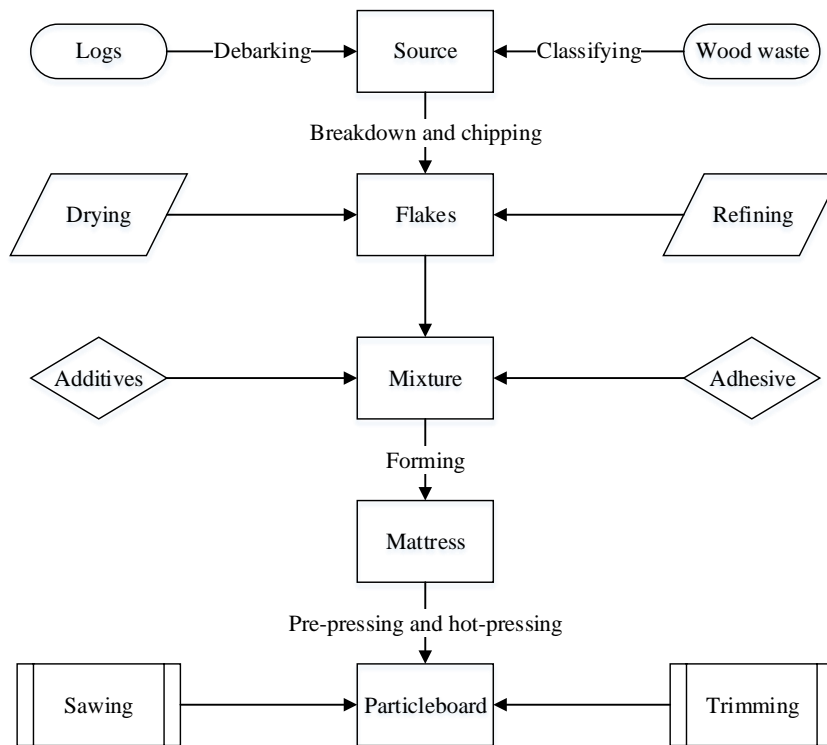 Logs
Debarking
Source
Classifying
Wood waste
Breakdown and chipping
Drying
Flakes
Refining
Additives
Mixture
Adhesive
Forming
Mattress
Pre-pressing and hot-pressing
Sawing
Particleboard
Trimming